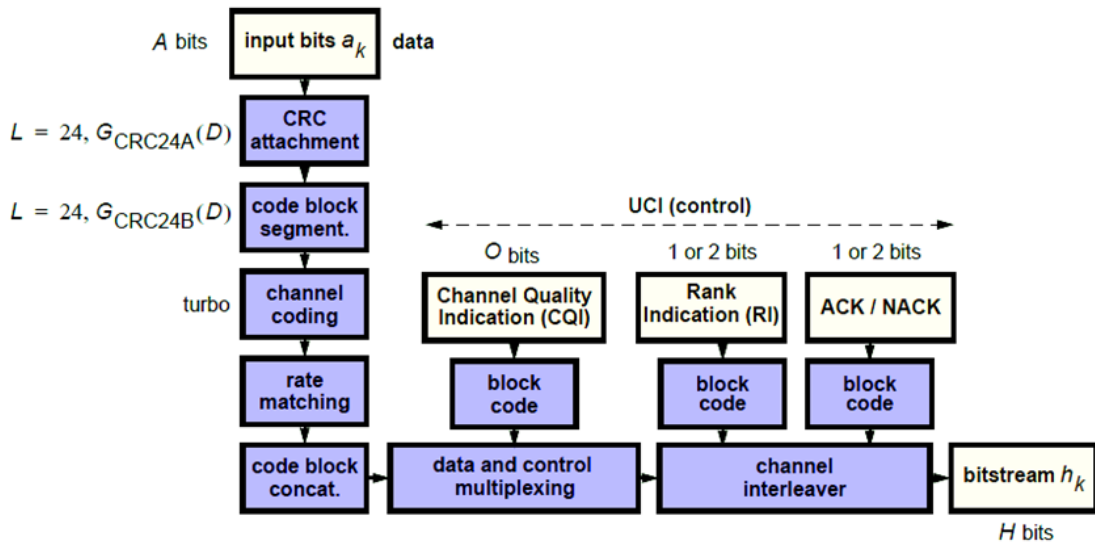 A bits
input bits a_k
data
L = 24, G_CRC24A(D)
CRC
attachment
L = 24, G_CRC24B(D)
code block
segment.
UCI (control)
O bits
1 or 2 bits
1 or 2 bits
turbo
channel
coding
Channel Quality
Indication (CQI)
Rank
Indication (RI)
ACK / NACK
rate
matching
block
code
block
code
block
code
code block
concat.
data and control
multiplexing
channel
interleaver
bitstream h_k
H bits